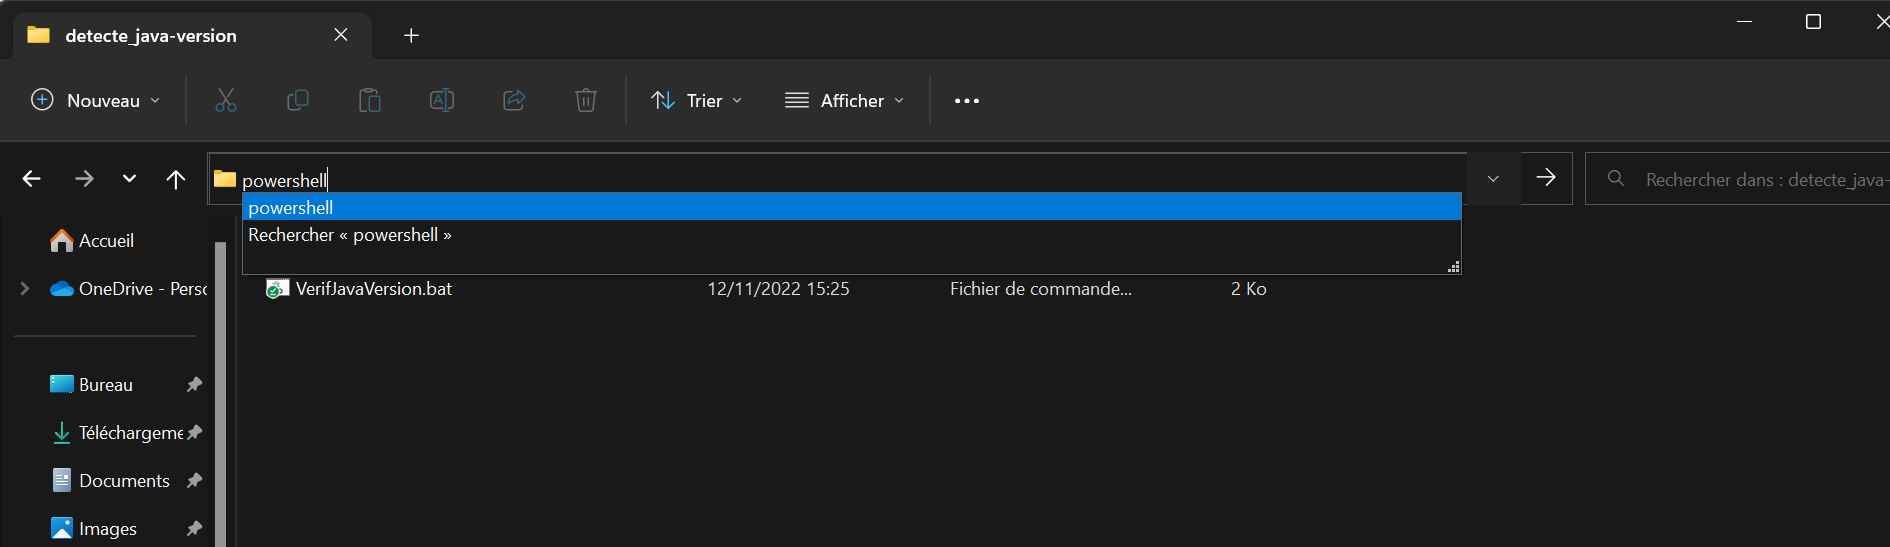 detecte_java-version
Nouveau
Trier
Afficher
powershell
Rechercher dans : detecte_java-
powershell
Rechercher « powershell »
Accueil
OneDrive - Perso
VerifJavaVersion.bat 12/11/2022 15:25 Fichier de commande... 2 Ko
Bureau
Téléchargeme
Documents
Images